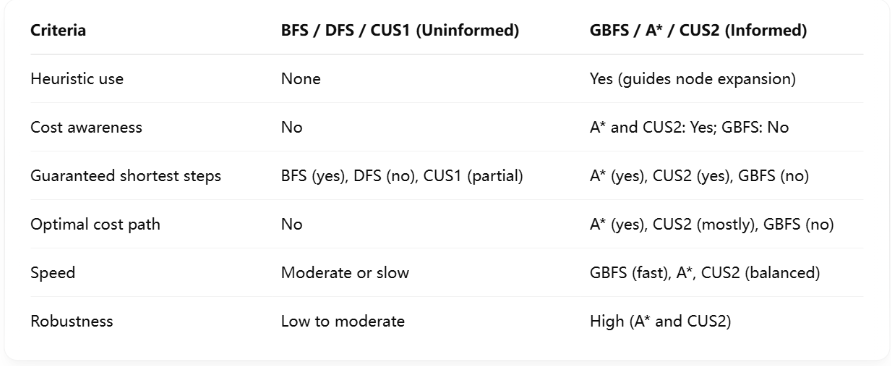 Criteria BFS / DFS / CUS1 (Uninformed) GBFS / A* / CUS2 (Informed)
Heuristic use None Yes (guides node expansion)
Cost awareness No A* and CUS2: Yes; GBFS: No
Guaranteed shortest steps BFS (yes), DFS (no), CUS1 (partial) A* (yes), CUS2 (yes), GBFS (no)
Optimal cost path No A* (yes), CUS2 (mostly), GBFS (no)
Speed Moderate or slow GBFS (fast), A*, CUS2 (balanced)
Robustness Low to moderate High (A* and CUS2)